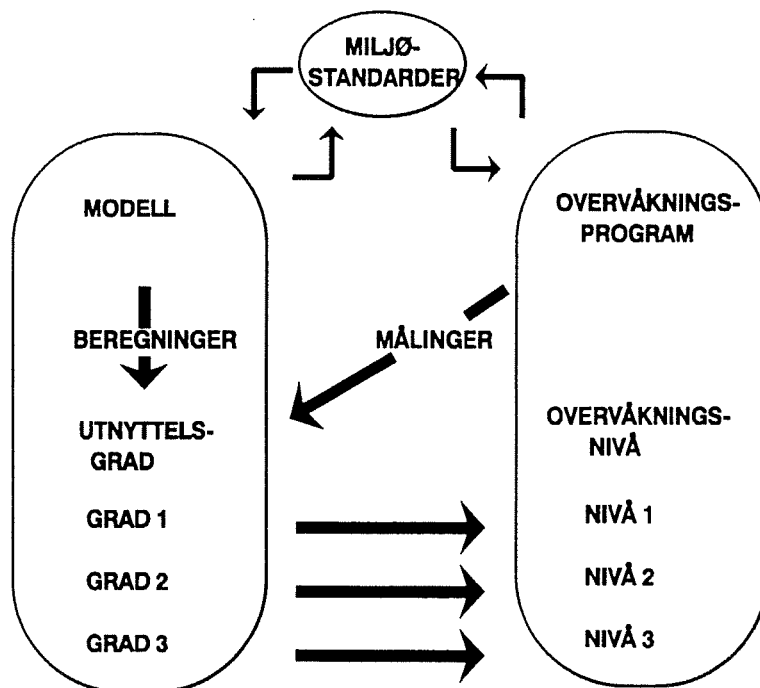 MILJØ-
STANDARDER
MODELL
BEREGNINGER
UTNYTTELS-
GRAD
GRAD 1
GRAD 2
GRAD 3
MÅLINGER
OVERVÅKNINGS-
PROGRAM
OVERVÅKNINGS-
NIVÅ
NIVÅ 1
NIVÅ 2
NIVÅ 3